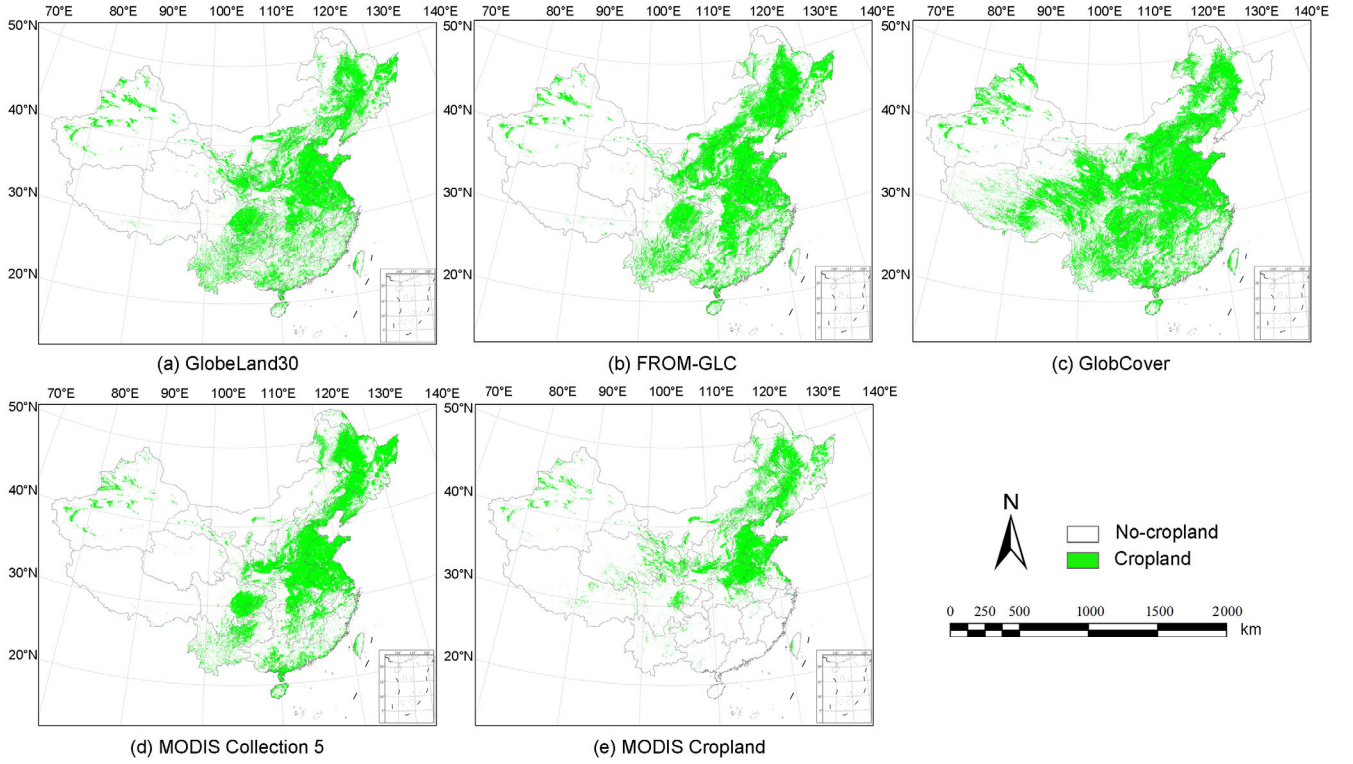 70°E 80°E 90°E 100°E 110°E 120°E 130°E 140°E
50°N
40°N
30°N
20°N
(a) GlobeLand30
70°E 80°E 90°E 100°E 110°E 120°E 130°E 140°E
50°N
40°N
30°N
20°N
(b) FROM-GLC
70°E 80°E 90°E 100°E 110°E 120°E 130°E 140°E
50°N
40°N
30°N
20°N
(c) GlobCover
70°E 80°E 90°E 100°E 110°E 120°E 130°E 140°E
50°N
40°N
30°N
20°N
(d) MODIS Collection 5
70°E 80°E 90°E 100°E 110°E 120°E 130°E 140°E
50°N
40°N
30°N
20°N
(e) MODIS Cropland
N
No-cropland
Cropland
0 250 500 1000 1500 2000
km